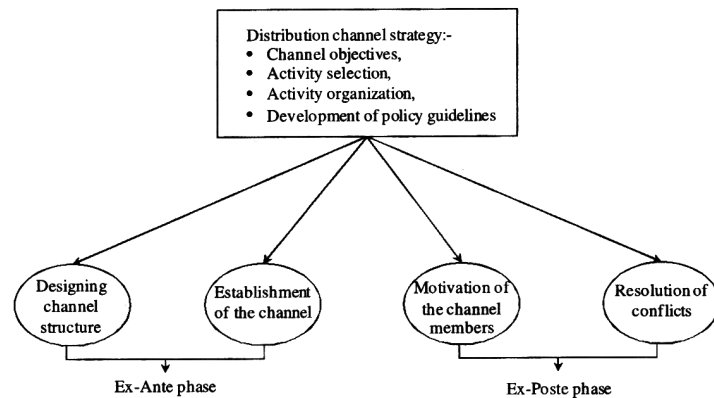 Distribution channel strategy:-
• Channel objectives,
• Activity selection,
• Activity organization,
• Development of policy guidelines
Designing
channel
structure
Establishment
of the channel
Motivation of
the channel
members
Resolution of
conflicts
Ex-Ante phase
Ex-Poste phase